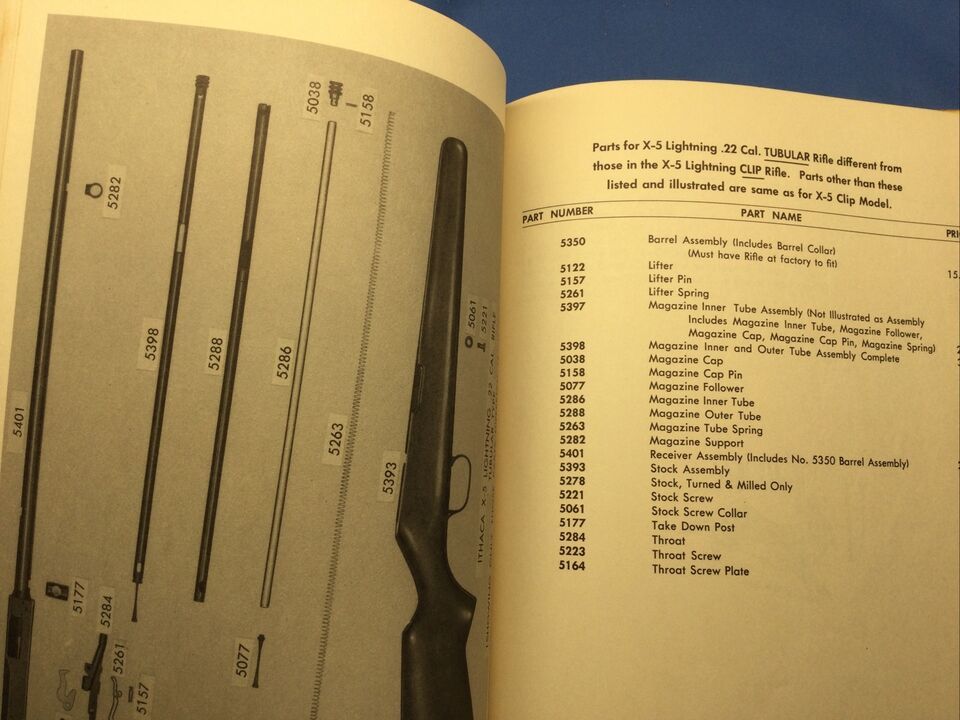 5038
5158
5282
5398
5288
5286
5061
5221
5401
5263
5393
ITHACA X-5 LIGHTNING TUBULAR TYPE .22 CAL RIFLE
5177
5284
5261
5157
5077
Parts for X-5 Lightning .22 Cal. TUBULAR Rifle different from
those in the X-5 Lightning CLIP Rifle. Parts other than these
listed and illustrated are same as for X-5 Clip Model.
PART NUMBER PART NAME
5350 Barrel Assembly (Includes Barrel Collar)
(Must have Rifle at factory to fit) 15.
5122 Lifter
5157 Lifter Pin
5261 Lifter Spring
5397 Magazine Inner Tube Assembly (Not Illustrated as Assembly
Includes Magazine Inner Tube, Magazine Follower,
Magazine Cap, Magazine Cap Pin, Magazine Spring)
5398 Magazine Inner and Outer Tube Assembly Complete
5038 Magazine Cap
5158 Magazine Cap Pin
5077 Magazine Follower
5286 Magazine Inner Tube
5288 Magazine Outer Tube
5263 Magazine Tube Spring
5282 Magazine Support
5401 Receiver Assembly (Includes No. 5350 Barrel Assembly)
5393 Stock Assembly
5278 Stock, Turned & Milled Only
5221 Stock Screw
5061 Stock Screw Collar
5177 Take Down Post
5284 Throat
5223 Throat Screw
5164 Throat Screw Plate